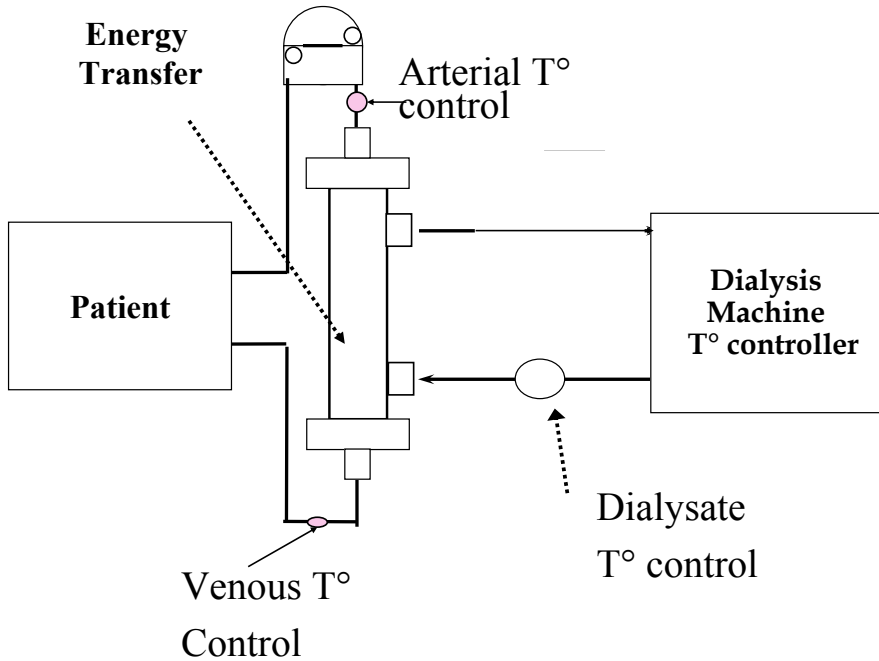 Energy
Transfer
Arterial T°
control
Patient
Dialysis
Machine
T° controller
Dialysate
T° control
Venous T°
Control